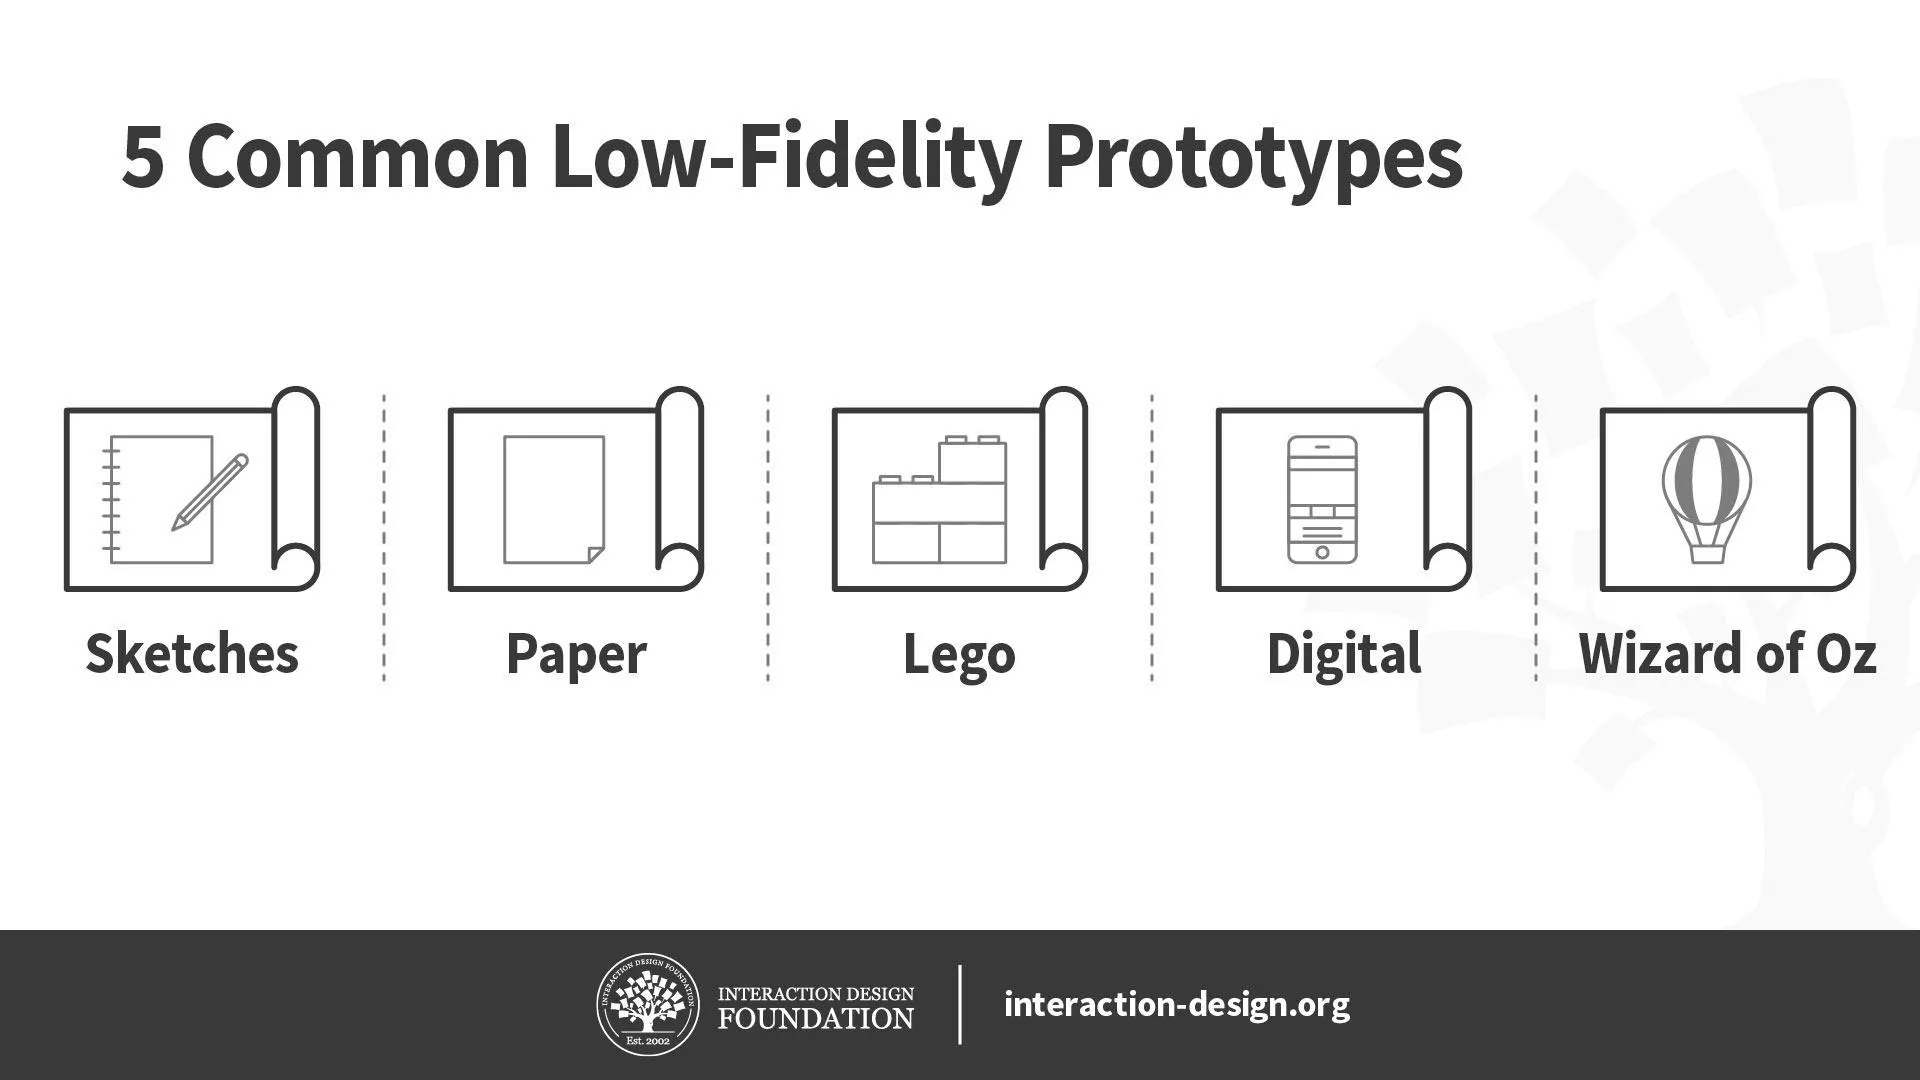 5 Common Low-Fidelity Prototypes
Sketches
Paper
Lego
Digital
Wizard of Oz
INTERACTION DESIGN FOUNDATION
Est. 2002
INTERACTION DESIGN
FOUNDATION
interaction-design.org